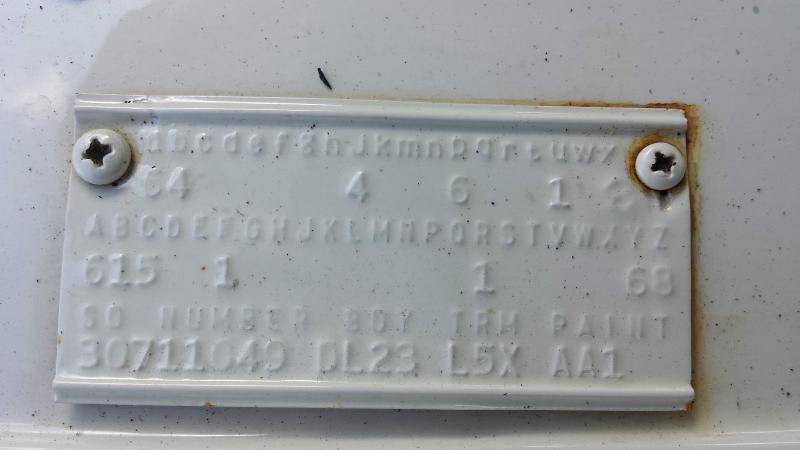 abcdefghJkmnpqrtuwx
64 4 6 1
ABCDEFGHJKLMNPQRSTVWXYZ
615 1 1 68
SO NUMBER BDY TRM PAINT
30711049 DL23 L5X AA1